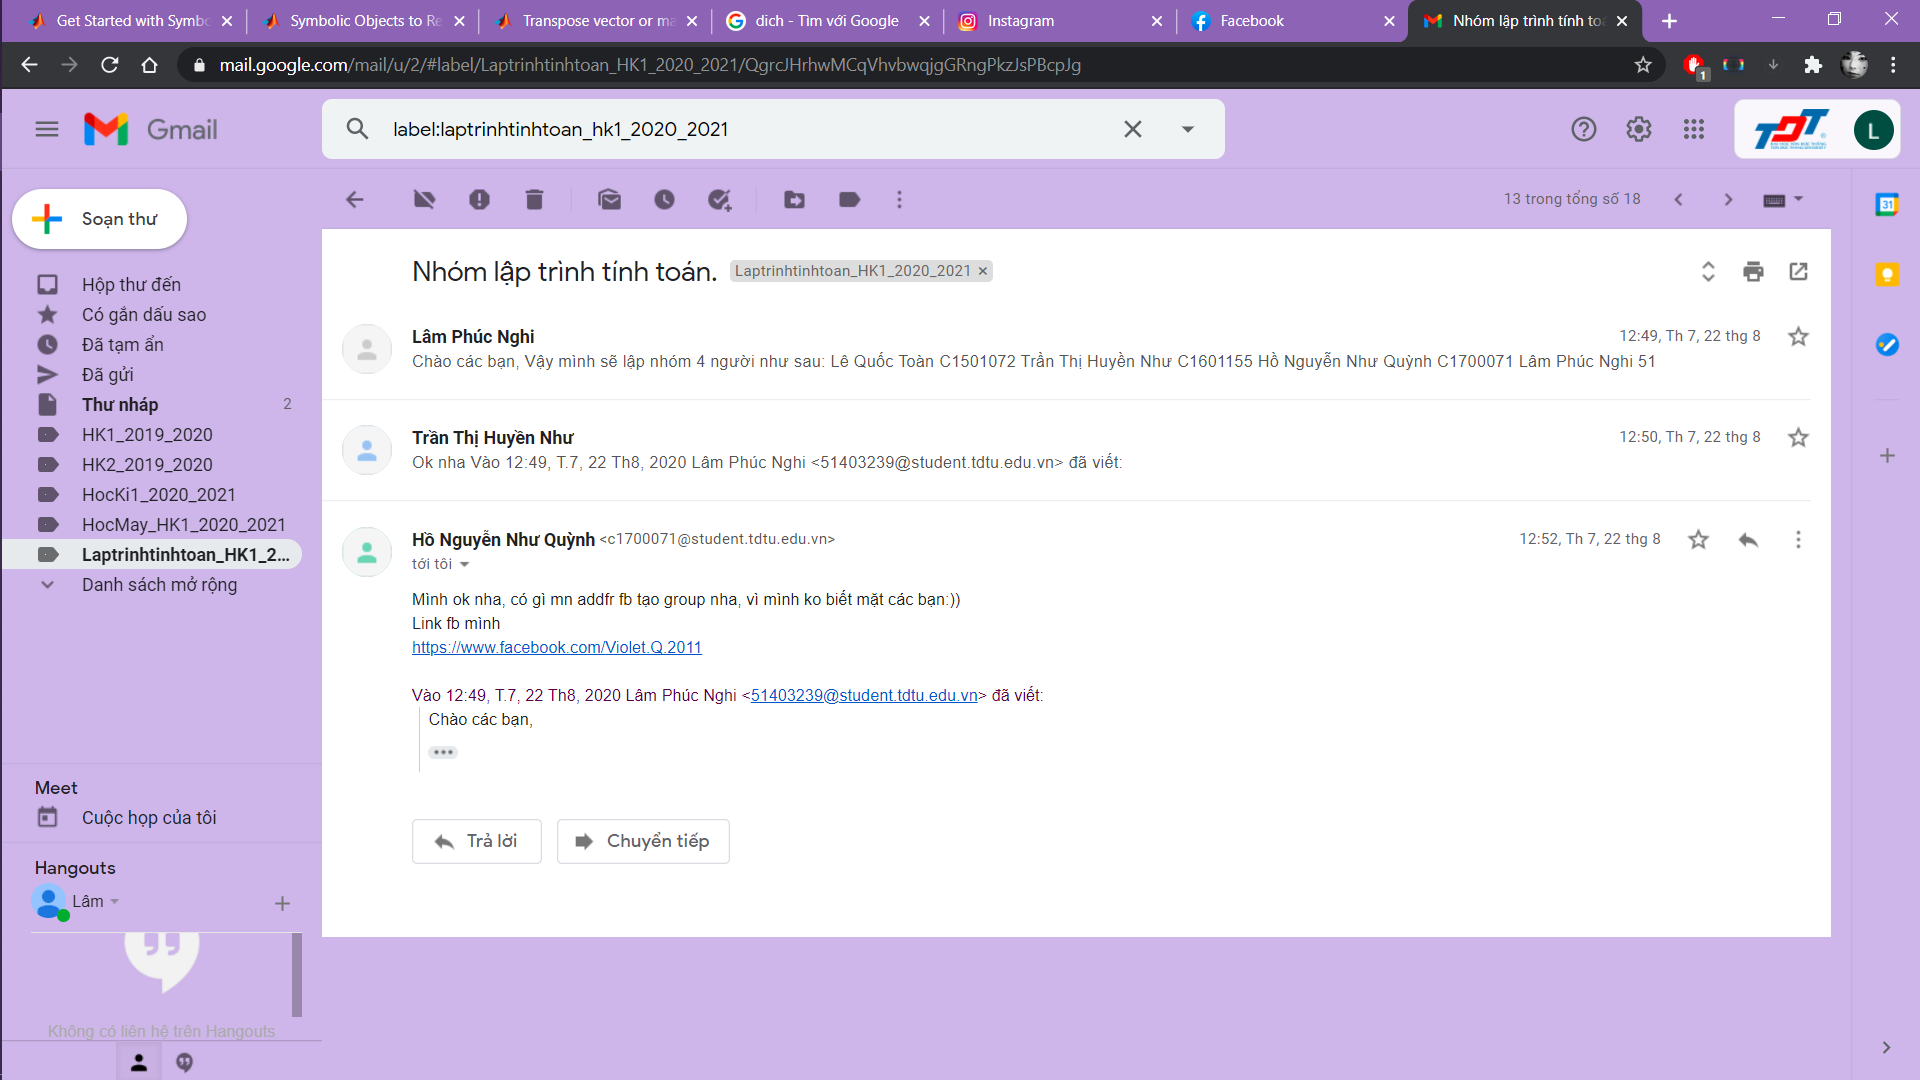 Get Started with Symbo
Symbolic Objects to Re
Transpose vector or ma
dich - Tìm với Google
Instagram
Facebook
Nhóm lập trình tính toá
mail.google.com/mail/u/2/#label/Laptrinhtinhtoan_HK1_2020_2021/QgrcJHrhwMCqVhvbwqjgGRngPkzJsPBcpJg
1
Gmail
label:laptrinhtinhtoan_hk1_2020_2021
TDT
L
Soạn thư
13 trong tổng số 18
31
Hộp thư đến
Có gắn dấu sao
Đã tạm ẩn
Đã gửi
Thư nháp 2
HK1_2019_2020
HK2_2019_2020
HocKi1_2020_2021
HocMay_HK1_2020_2021
Laptrinhtinhtoan_HK1_2...
Danh sách mở rộng
Meet
Cuộc họp của tôi
Hangouts
Lâm
Không có liên hệ trên Hangouts
Nhóm lập trình tính toán. Laptrinhtinhtoan_HK1_2020_2021 ×
Lâm Phúc Nghi 12:49, Th 7, 22 thg 8
Chào các bạn, Vậy mình sẽ lập nhóm 4 người như sau: Lê Quốc Toàn C1501072 Trần Thị Huyền Như C1601155 Hồ Nguyễn Như Quỳnh C1700071 Lâm Phúc Nghi 51
Trần Thị Huyền Như 12:50, Th 7, 22 thg 8
Ok nha Vào 12:49, T.7, 22 Th8, 2020 Lâm Phúc Nghi <51403239@student.tdtu.edu.vn> đã viết:
Hồ Nguyễn Như Quỳnh <c1700071@student.tdtu.edu.vn> 12:52, Th 7, 22 thg 8
tới tôi
Mình ok nha, có gì mn addfr fb tạo group nha, vì mình ko biết mặt các bạn:))
Link fb mình
https://www.facebook.com/Violet.Q.2011
Vào 12:49, T.7, 22 Th8, 2020 Lâm Phúc Nghi <51403239@student.tdtu.edu.vn> đã viết:
Chào các bạn,
Trả lời
Chuyển tiếp